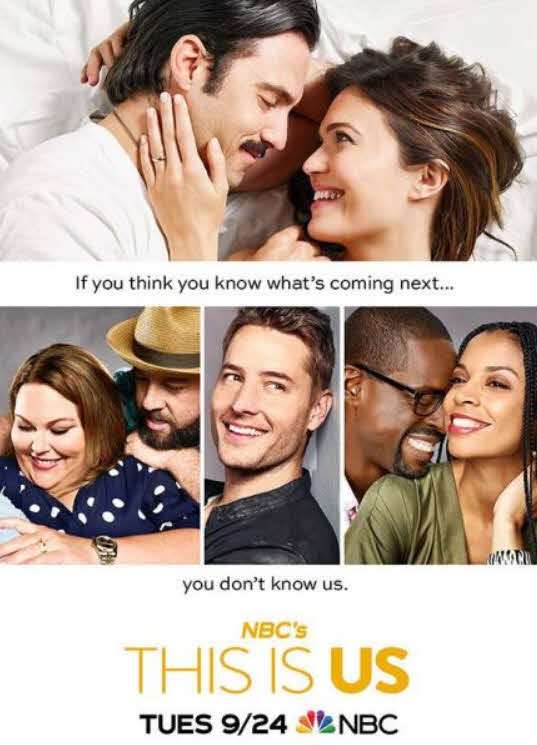 If you think you know what's coming next...
you don't know us.
NBC's
THIS IS US
TUES 9/24 NBC